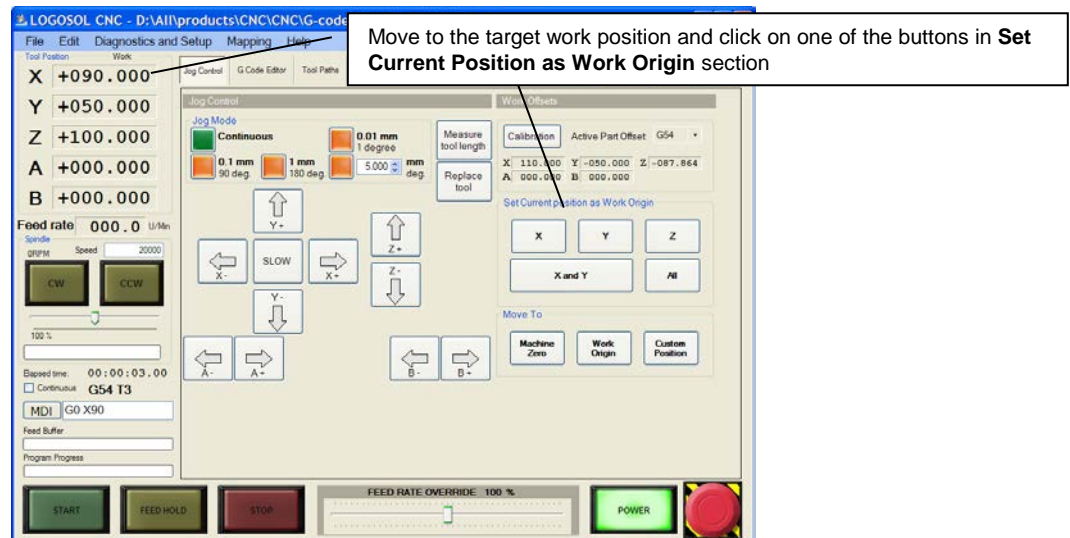 LOGOSOL CNC - D:\All\products\CNC\CNC\G-code
Move to the target work position and click on one of the buttons in Set
Current Position as Work Origin section
File Edit Diagnostics and Setup Mapping Help
Tool Position Work
X +090.000
Y +050.000
Z +100.000
A +000.000
B +000.000
Feed rate 000.0 U/Min
Spindle
0RPM Speed 20000
CW CCW
100 %
Elapsed time: 00:00:03.00
Continuous G54 T3
MDI G0 X90
Feed Buffer
Program Progress
Jog Control G Code Editor Tool Paths
Jog Control
Jog Mode
Continuous
0.01 mm
1 degree
0.1 mm
90 deg.
1 mm
180 deg
5.000 mm
deg.
Measure
tool length
Replace
tool
Y+
X- SLOW X+
Y-
Z+
Z-
A- A+
B- B+
Work Offsets
Calibration Active Part Offset: G54
X 110.000 Y -050.000 Z -087.864
A 000.000 B 000.000
Set Current position as Work Origin
X Y Z
X and Y All
Move To
Machine
Zero
Work
Origin
Custom
Position
START FEED HOLD STOP
FEED RATE OVERRIDE 100 %
POWER